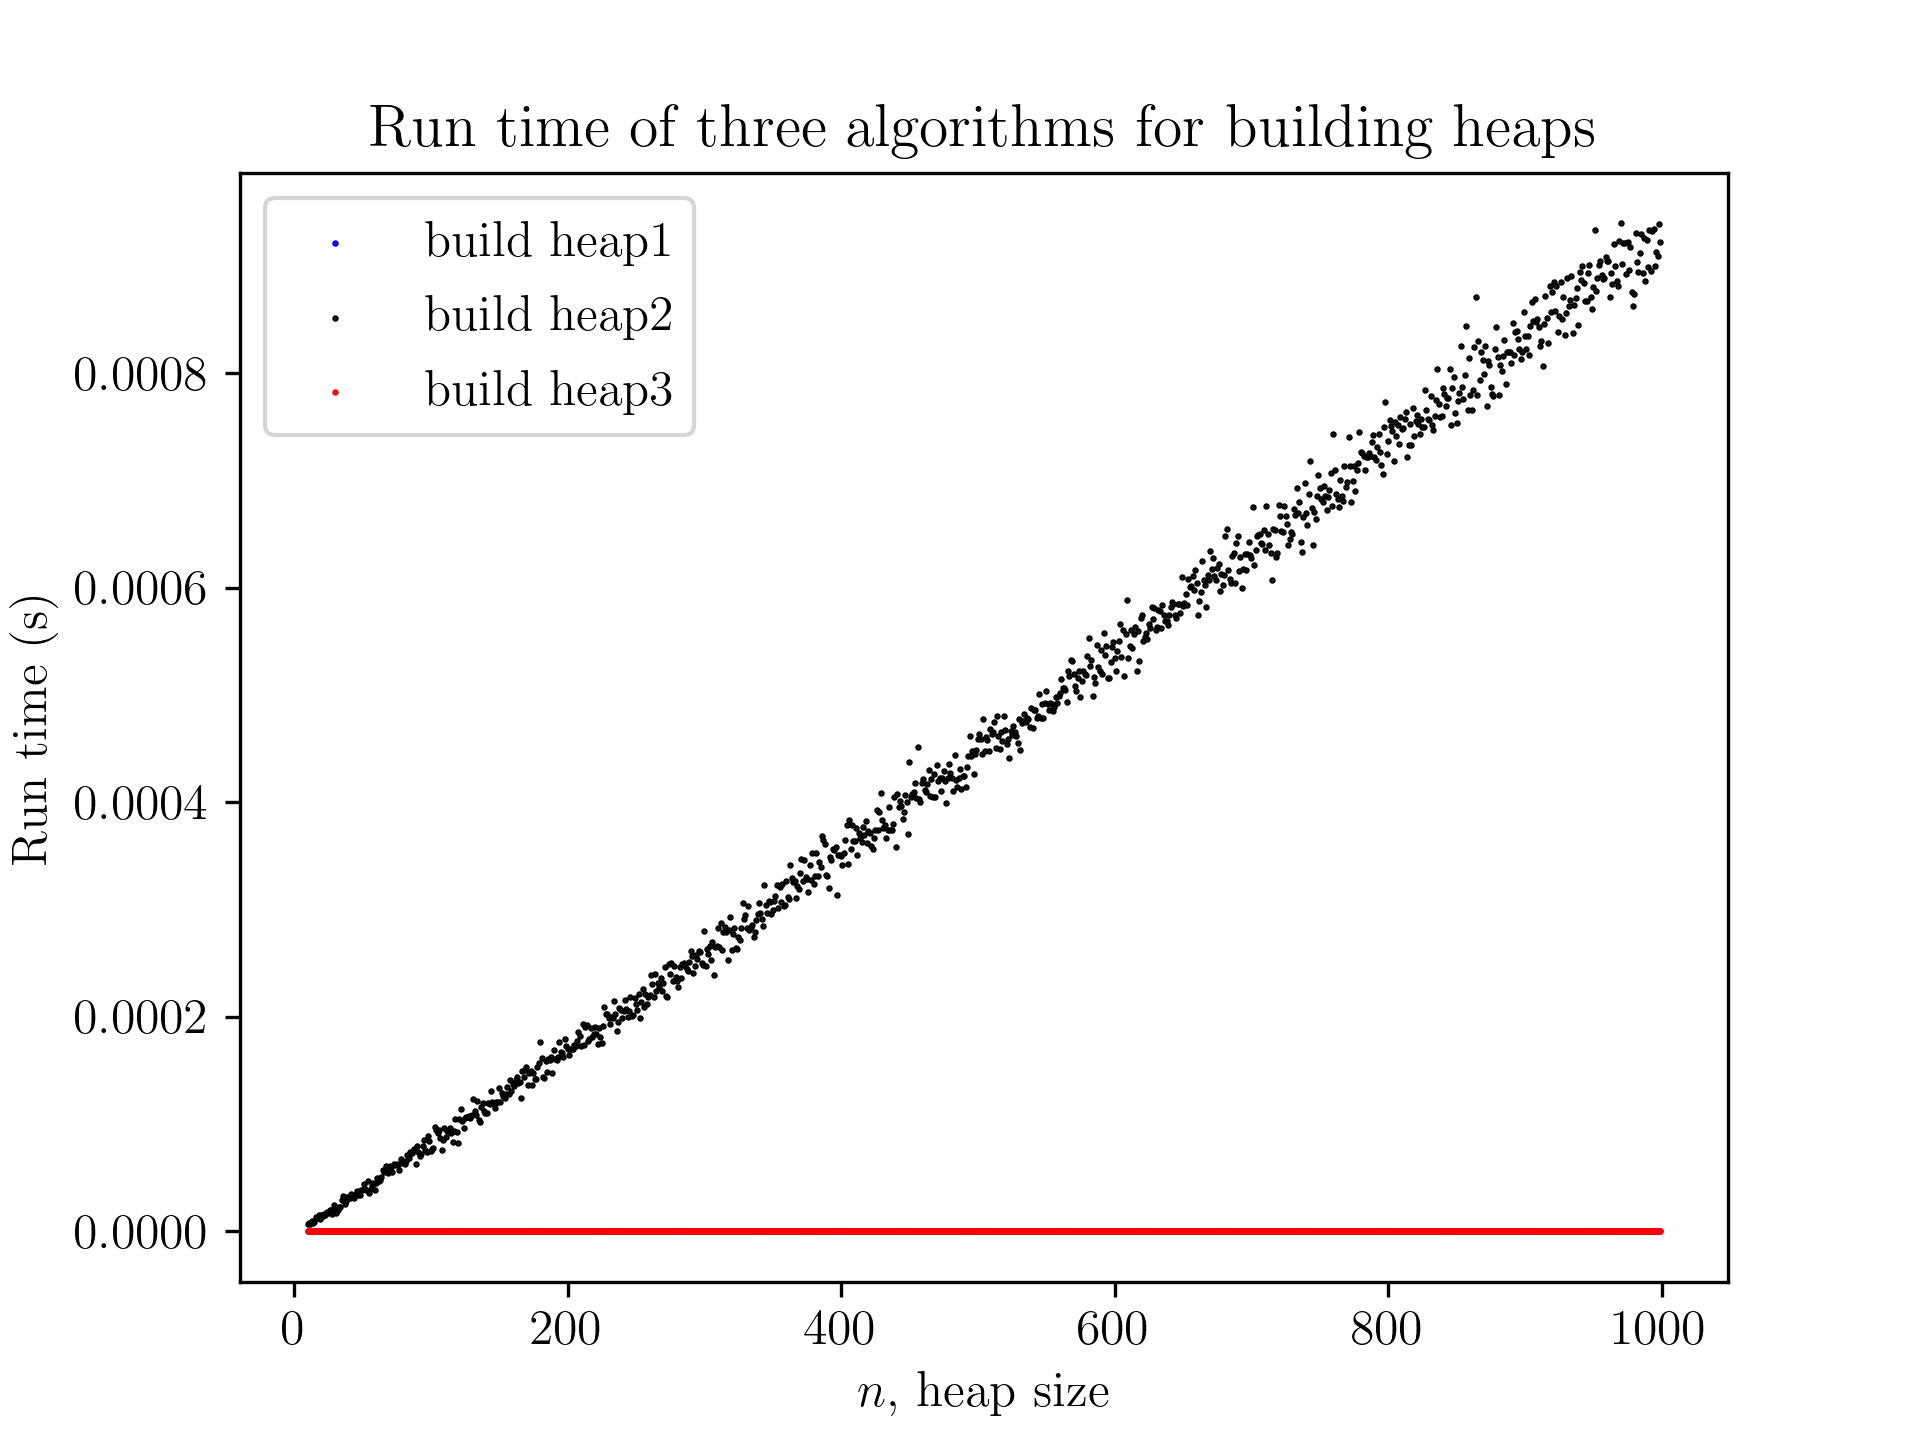 Run time of three algorithms for building heaps
build heap1
build heap2
build heap3
Run time (s)
0.0008
0.0006
0.0004
0.0002
0.0000
0 200 400 600 800 1000
n, heap size